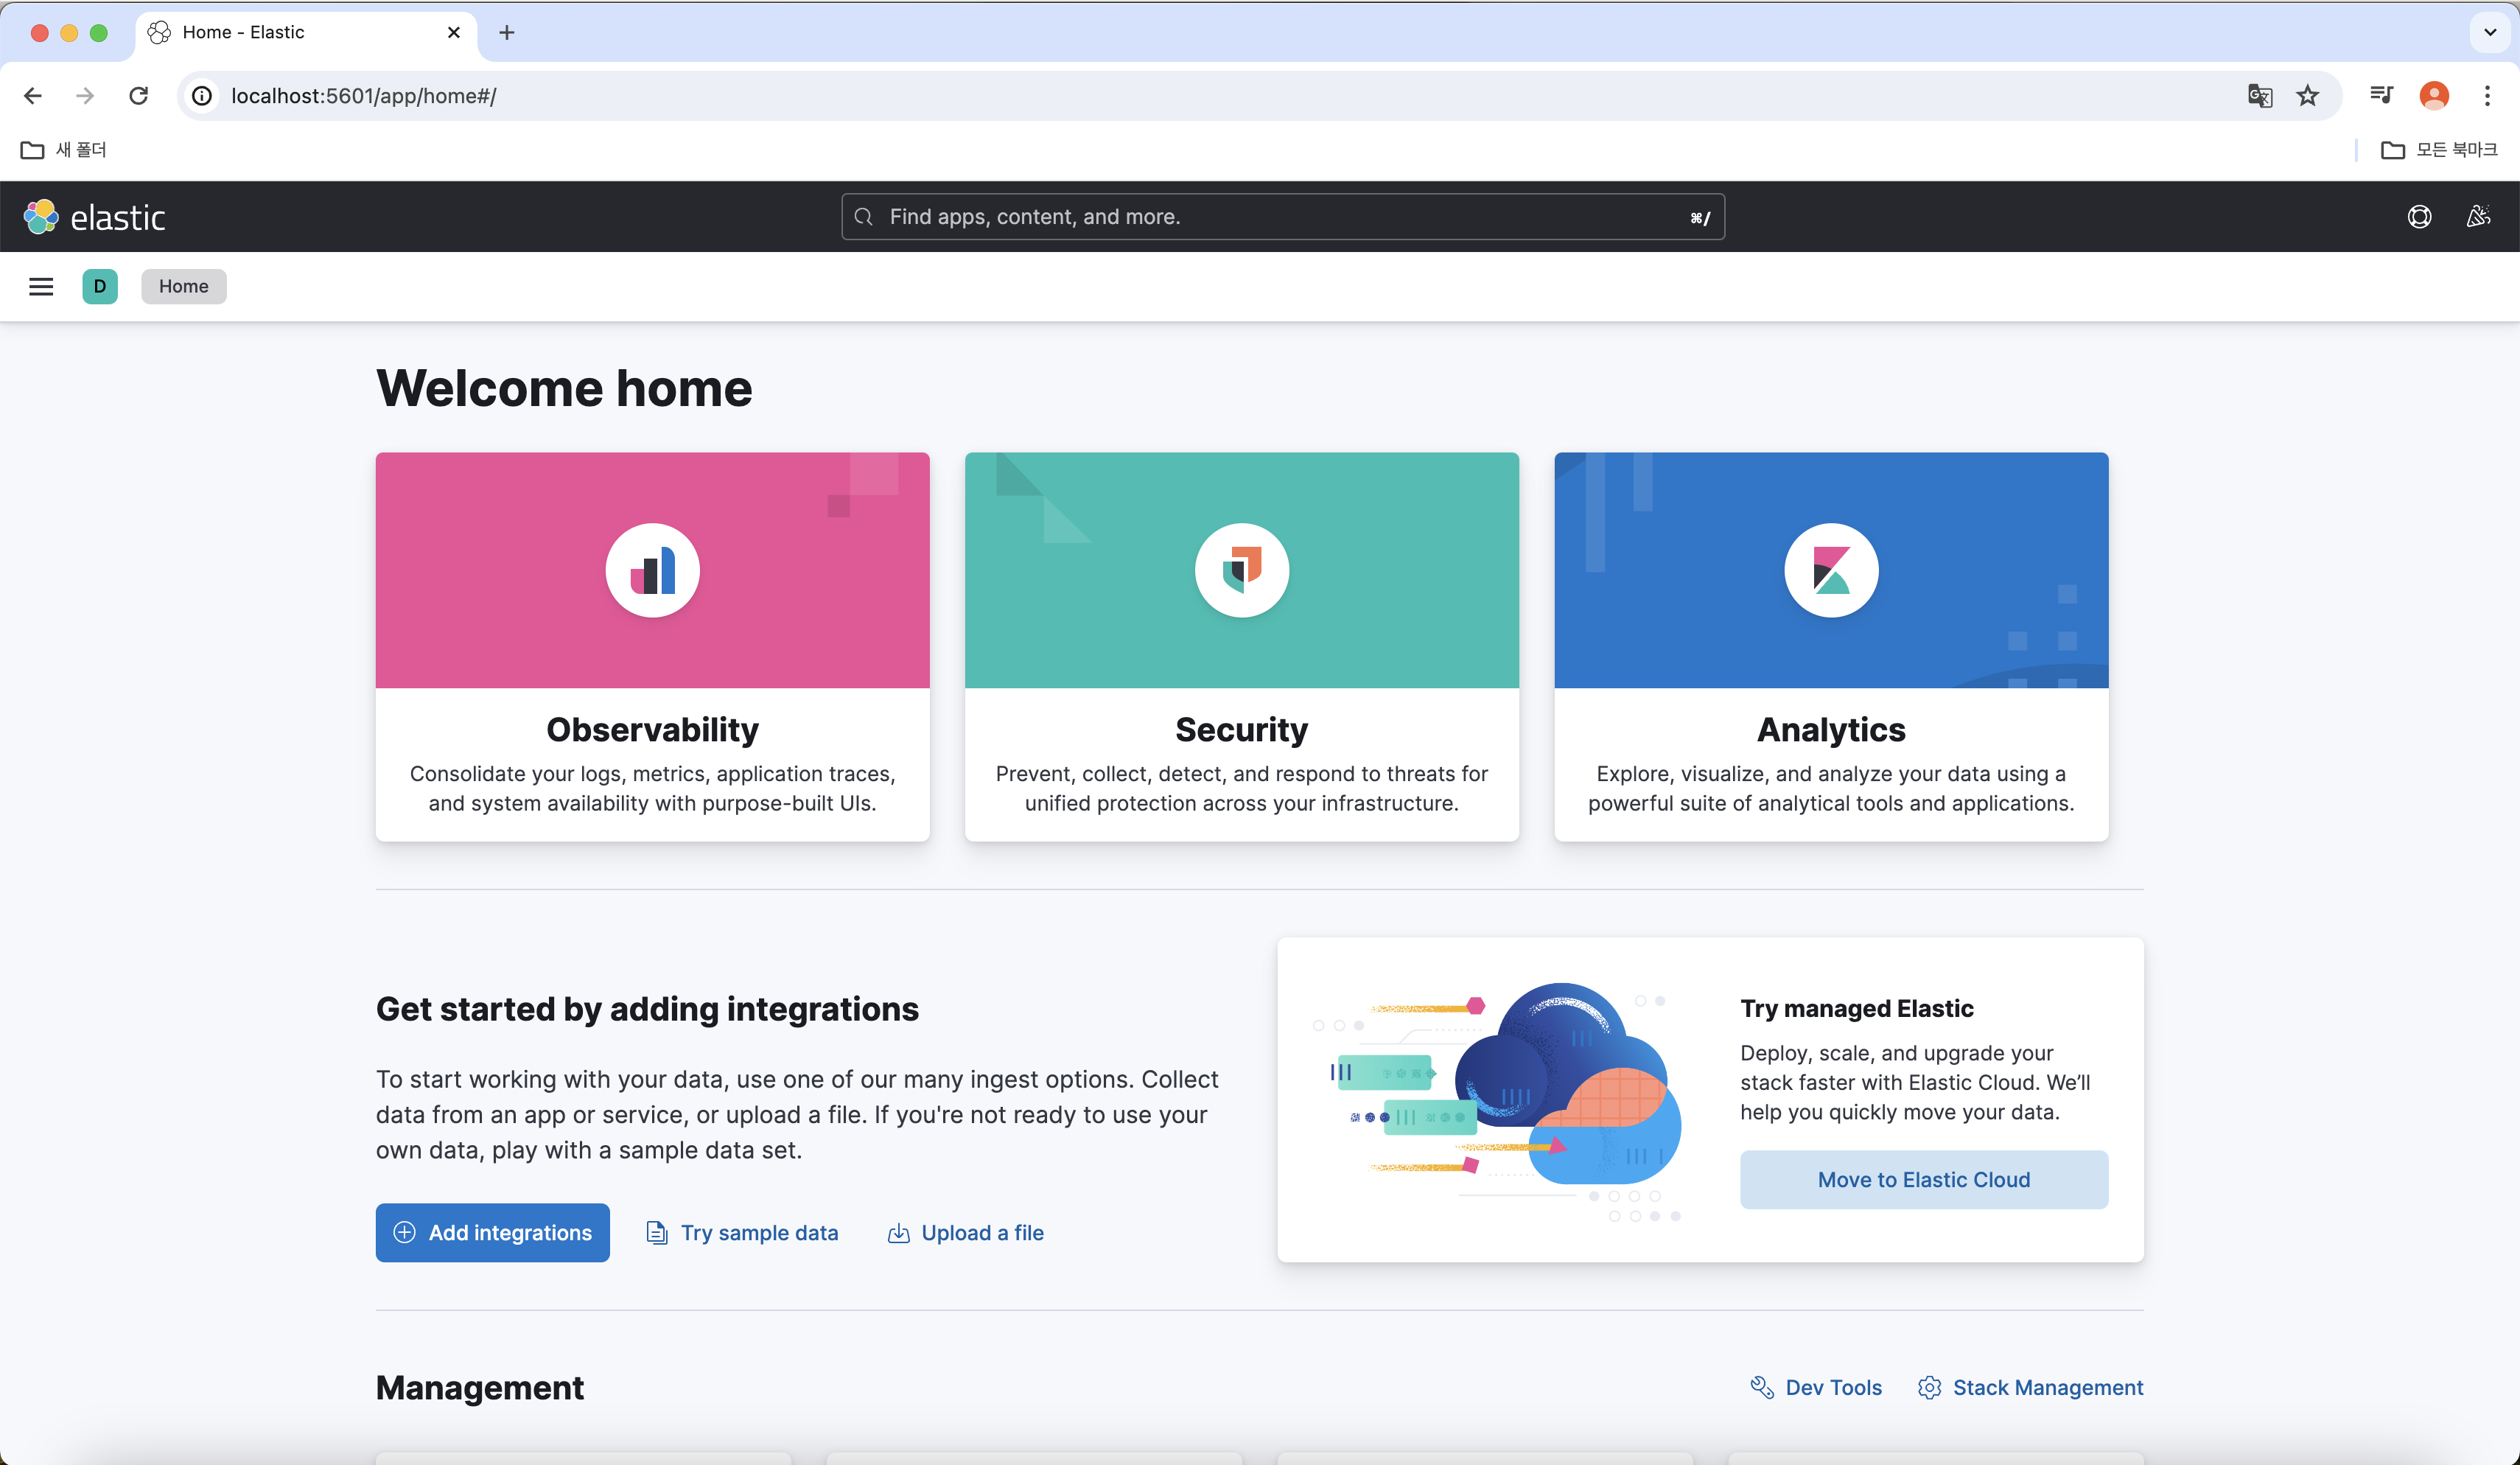 Home - Elastic
localhost:5601/app/home#/
새 폴더
모든 북마크
elastic
Find apps, content, and more.
⌘/
D
Home
Welcome home
Observability
Consolidate your logs, metrics, application traces,
and system availability with purpose-built UIs.
Security
Prevent, collect, detect, and respond to threats for
unified protection across your infrastructure.
Analytics
Explore, visualize, and analyze your data using a
powerful suite of analytical tools and applications.
Get started by adding integrations
To start working with your data, use one of our many ingest options. Collect
data from an app or service, or upload a file. If you're not ready to use your
own data, play with a sample data set.
Add integrations
Try sample data
Upload a file
Try managed Elastic
Deploy, scale, and upgrade your
stack faster with Elastic Cloud. We’ll
help you quickly move your data.
Move to Elastic Cloud
Management
Dev Tools
Stack Management